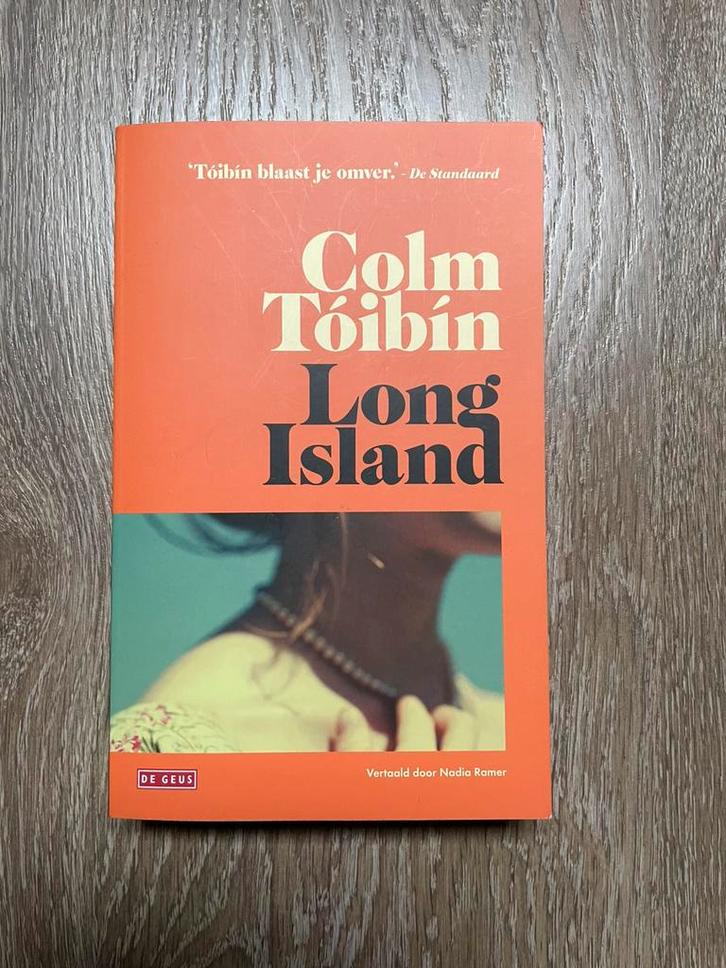 ‘Tóibín blaast je omver.’ - De Standaard
Colm
Tóibín
Long
Island
DE GEUS
Vertaald door Nadia Ramer